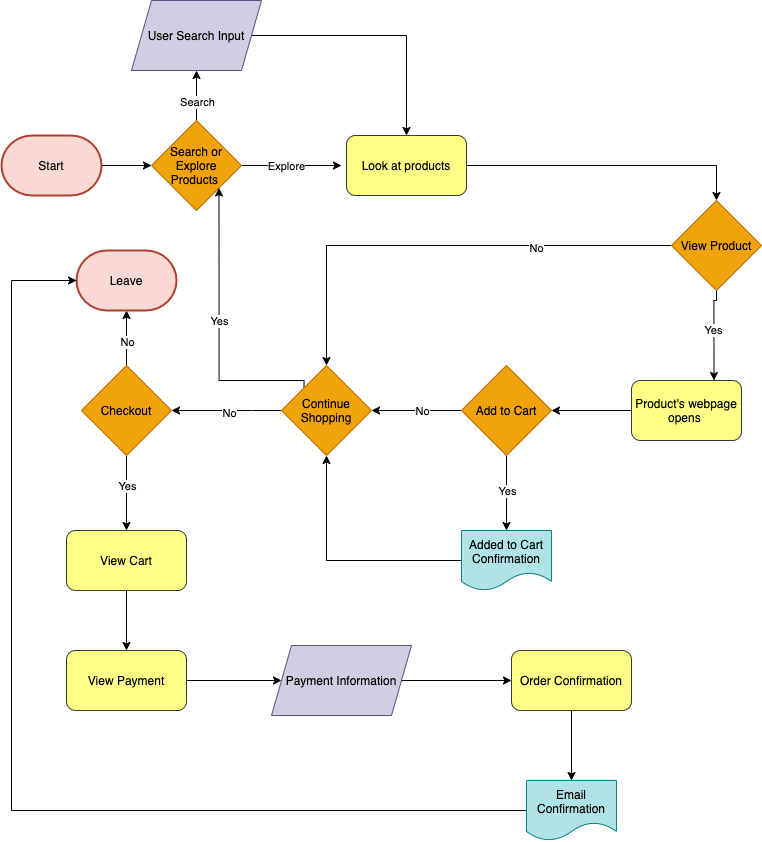 User Search Input
Search
Start
Search or
Explore
Products
Explore
Look at products
View Product
No
Leave
Yes
Yes
No
Checkout
No
Continue
Shopping
No
Add to Cart
Product's webpage
opens
Yes
Yes
View Cart
Added to Cart
Confirmation
View Payment
Payment Information
Order Confirmation
Email
Confirmation